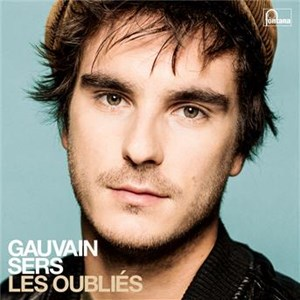 fontana
GAUVAIN
SERS
LES OUBLIÉS